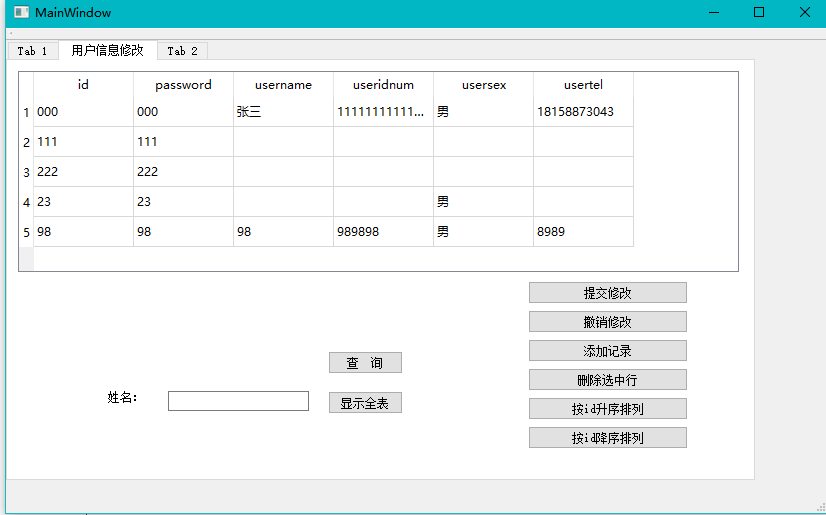 MainWindow
Tab 1 用户信息修改 Tab 2
id password username useridnum usersex usertel
1 000 000 张三 11111111111... 男 18158873043
2 111 111
3 222 222
4 23 23 男
5 98 98 98 989898 男 8989
提交修改
撤销修改
添加记录
查 询
删除选中行
姓名：
显示全表
按id升序排列
按id降序排列